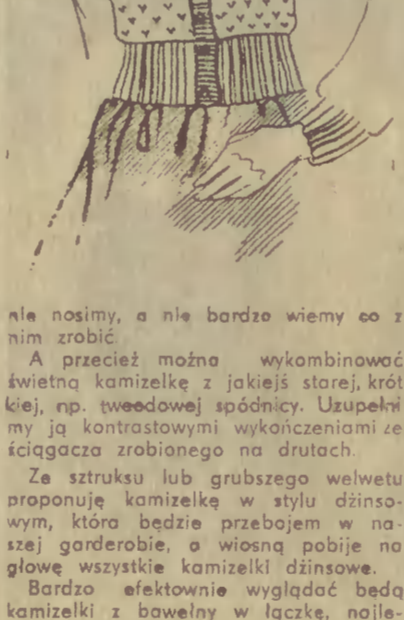 nie nosimy, a nie bardzo wiemy co z
nim zrobić.
A przecież można wykombinować
świetną kamizelkę z jakiejś starej, krót
kiej, np. tweedowej spódnicy. Uzupełni
my ją kontrastowymi wykończeniami ze
ściągacza zrobionego na drutach.
Ze sztruksu lub grubszego welwetu
proponuję kamizelkę w stylu dżinso-
wym, która będzie przebojem w na-
szej garderobie, a wiosną pobije na
głowę wszystkie kamizelki dżinsowe.
Bardzo efektownie wyglądać będą
kamizelki z bawełny w łączkę, najle-